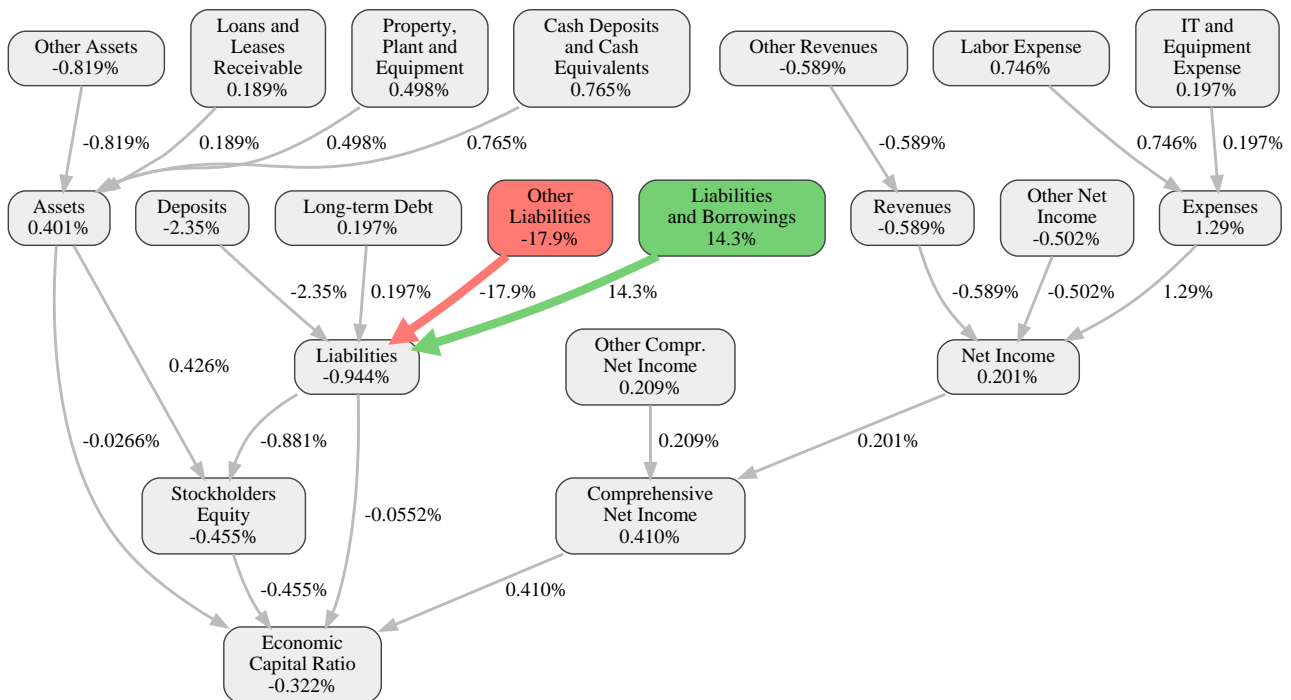 Other Assets
-0.819%
Loans and
Leases
Receivable
0.189%
Property,
Plant and
Equipment
0.498%
Cash Deposits
and Cash
Equivalents
0.765%
Other Revenues
-0.589%
Labor Expense
0.746%
IT and
Equipment
Expense
0.197%
-0.819%
0.189%
0.498%
0.765%
-0.589%
0.746%
0.197%
Assets
0.401%
Deposits
-2.35%
Long-term Debt
0.197%
Other
Liabilities
-17.9%
Liabilities
and Borrowings
14.3%
Revenues
-0.589%
Other Net
Income
-0.502%
Expenses
1.29%
-2.35%
0.197%
-17.9%
14.3%
-0.589%
-0.502%
1.29%
0.426%
Liabilities
-0.944%
Other Compr.
Net Income
0.209%
Net Income
0.201%
-0.0266%
-0.881%
0.209%
0.201%
Stockholders
Equity
-0.455%
-0.0552%
Comprehensive
Net Income
0.410%
-0.455%
0.410%
Economic
Capital Ratio
-0.322%